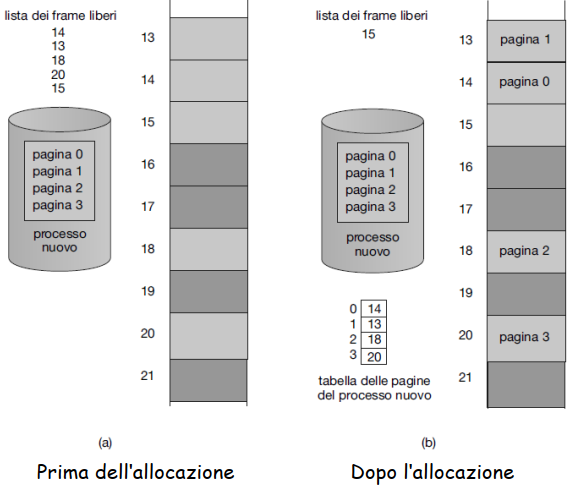 lista dei frame liberi
14
13
18
20
15
pagina 0
pagina 1
pagina 2
pagina 3
processo
nuovo
13
14
15
16
17
18
19
20
21
(a)
Prima dell'allocazione
lista dei frame liberi
15
pagina 0
pagina 1
pagina 2
pagina 3
processo
nuovo
0 14
1 13
2 18
3 20
tabella delle pagine
del processo nuovo
13 pagina 1
14 pagina 0
15
16
17
18 pagina 2
19
20 pagina 3
21
(b)
Dopo l'allocazione